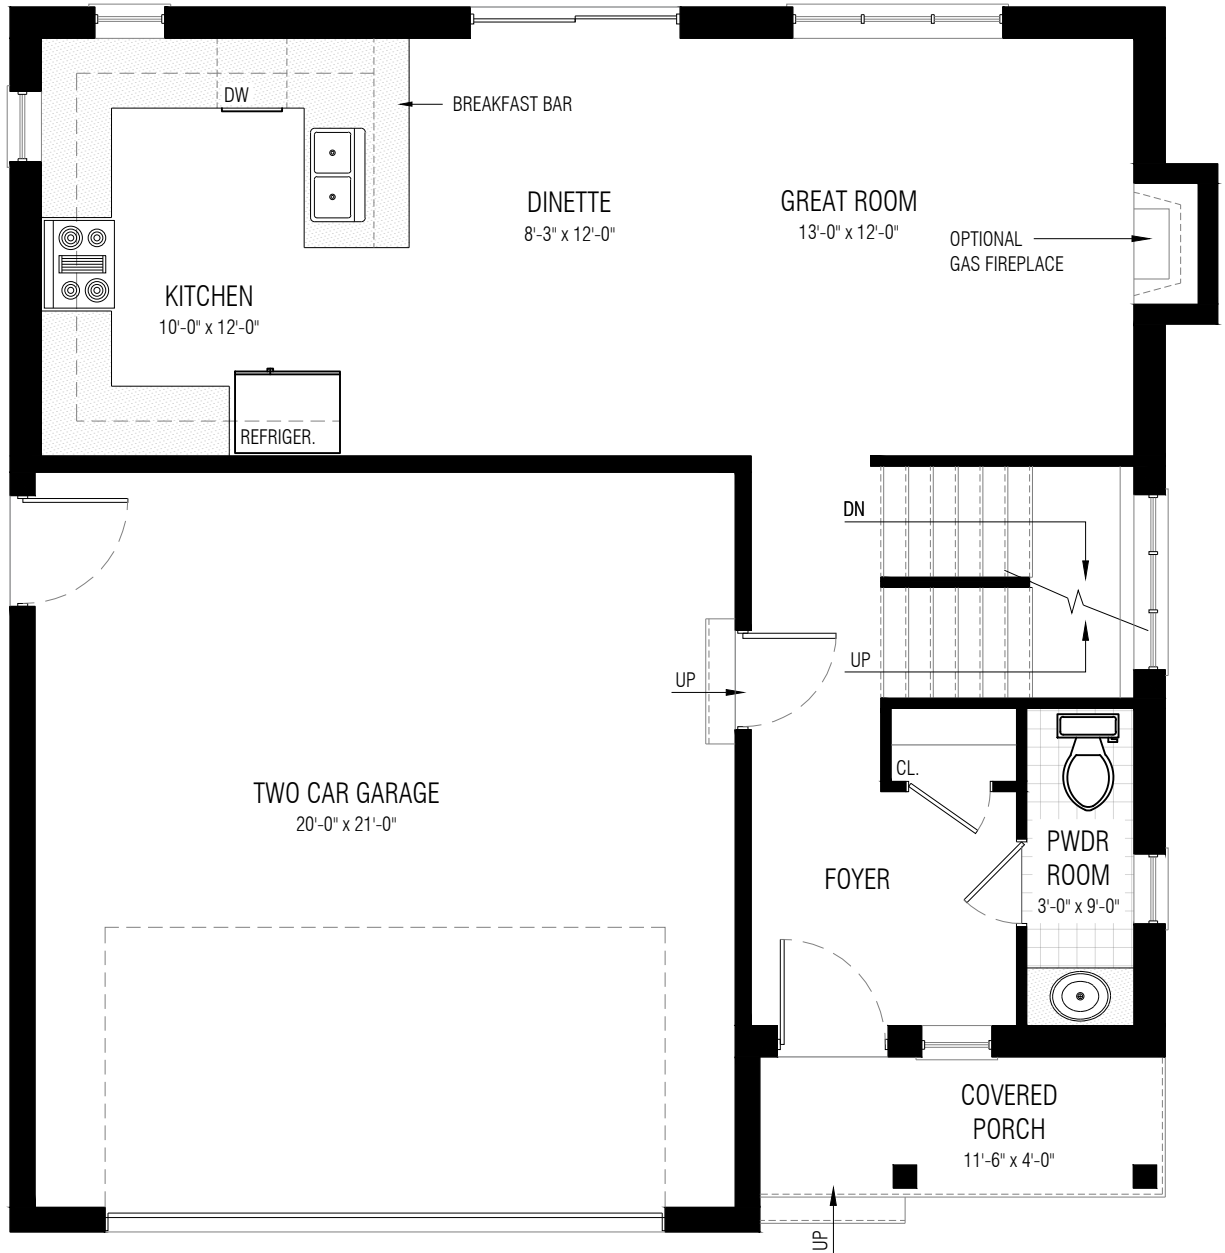 DW
BREAKFAST BAR
DINETTE
8'-3" x 12'-0"
GREAT ROOM
13'-0" x 12'-0"
OPTIONAL
GAS FIREPLACE
KITCHEN
10'-0" x 12'-0"
REFRIGER.
DN
UP
UP
CL.
TWO CAR GARAGE
20'-0" x 21'-0"
FOYER
PWDR
ROOM
3'-0" x 9'-0"
COVERED
PORCH
11'-6" x 4'-0"
UP